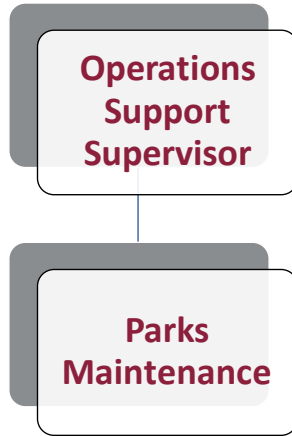 Operations
Support
Supervisor
Parks
Maintenance